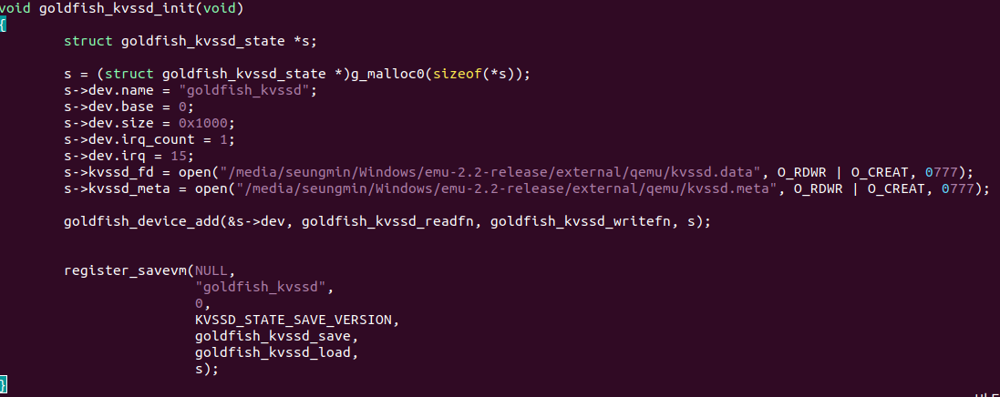 void goldfish_kvssd_init(void)
{
        struct goldfish_kvssd_state *s;

        s = (struct goldfish_kvssd_state *)g_malloc0(sizeof(*s));
        s->dev.name = "goldfish_kvssd";
        s->dev.base = 0;
        s->dev.size = 0x1000;
        s->dev.irq_count = 1;
        s->dev.irq = 15;
        s->kvssd_fd = open("/media/seungmin/Windows/emu-2.2-release/external/qemu/kvssd.data", O_RDWR | O_CREAT, 0777);
        s->kvssd_meta = open("/media/seungmin/Windows/emu-2.2-release/external/qemu/kvssd.meta", O_RDWR | O_CREAT, 0777);

        goldfish_device_add(&s->dev, goldfish_kvssd_readfn, goldfish_kvssd_writefn, s);


        register_savevm(NULL,
                        "goldfish_kvssd",
                        0,
                        KVSSD_STATE_SAVE_VERSION,
                        goldfish_kvssd_save,
                        goldfish_kvssd_load,
                        s);
}